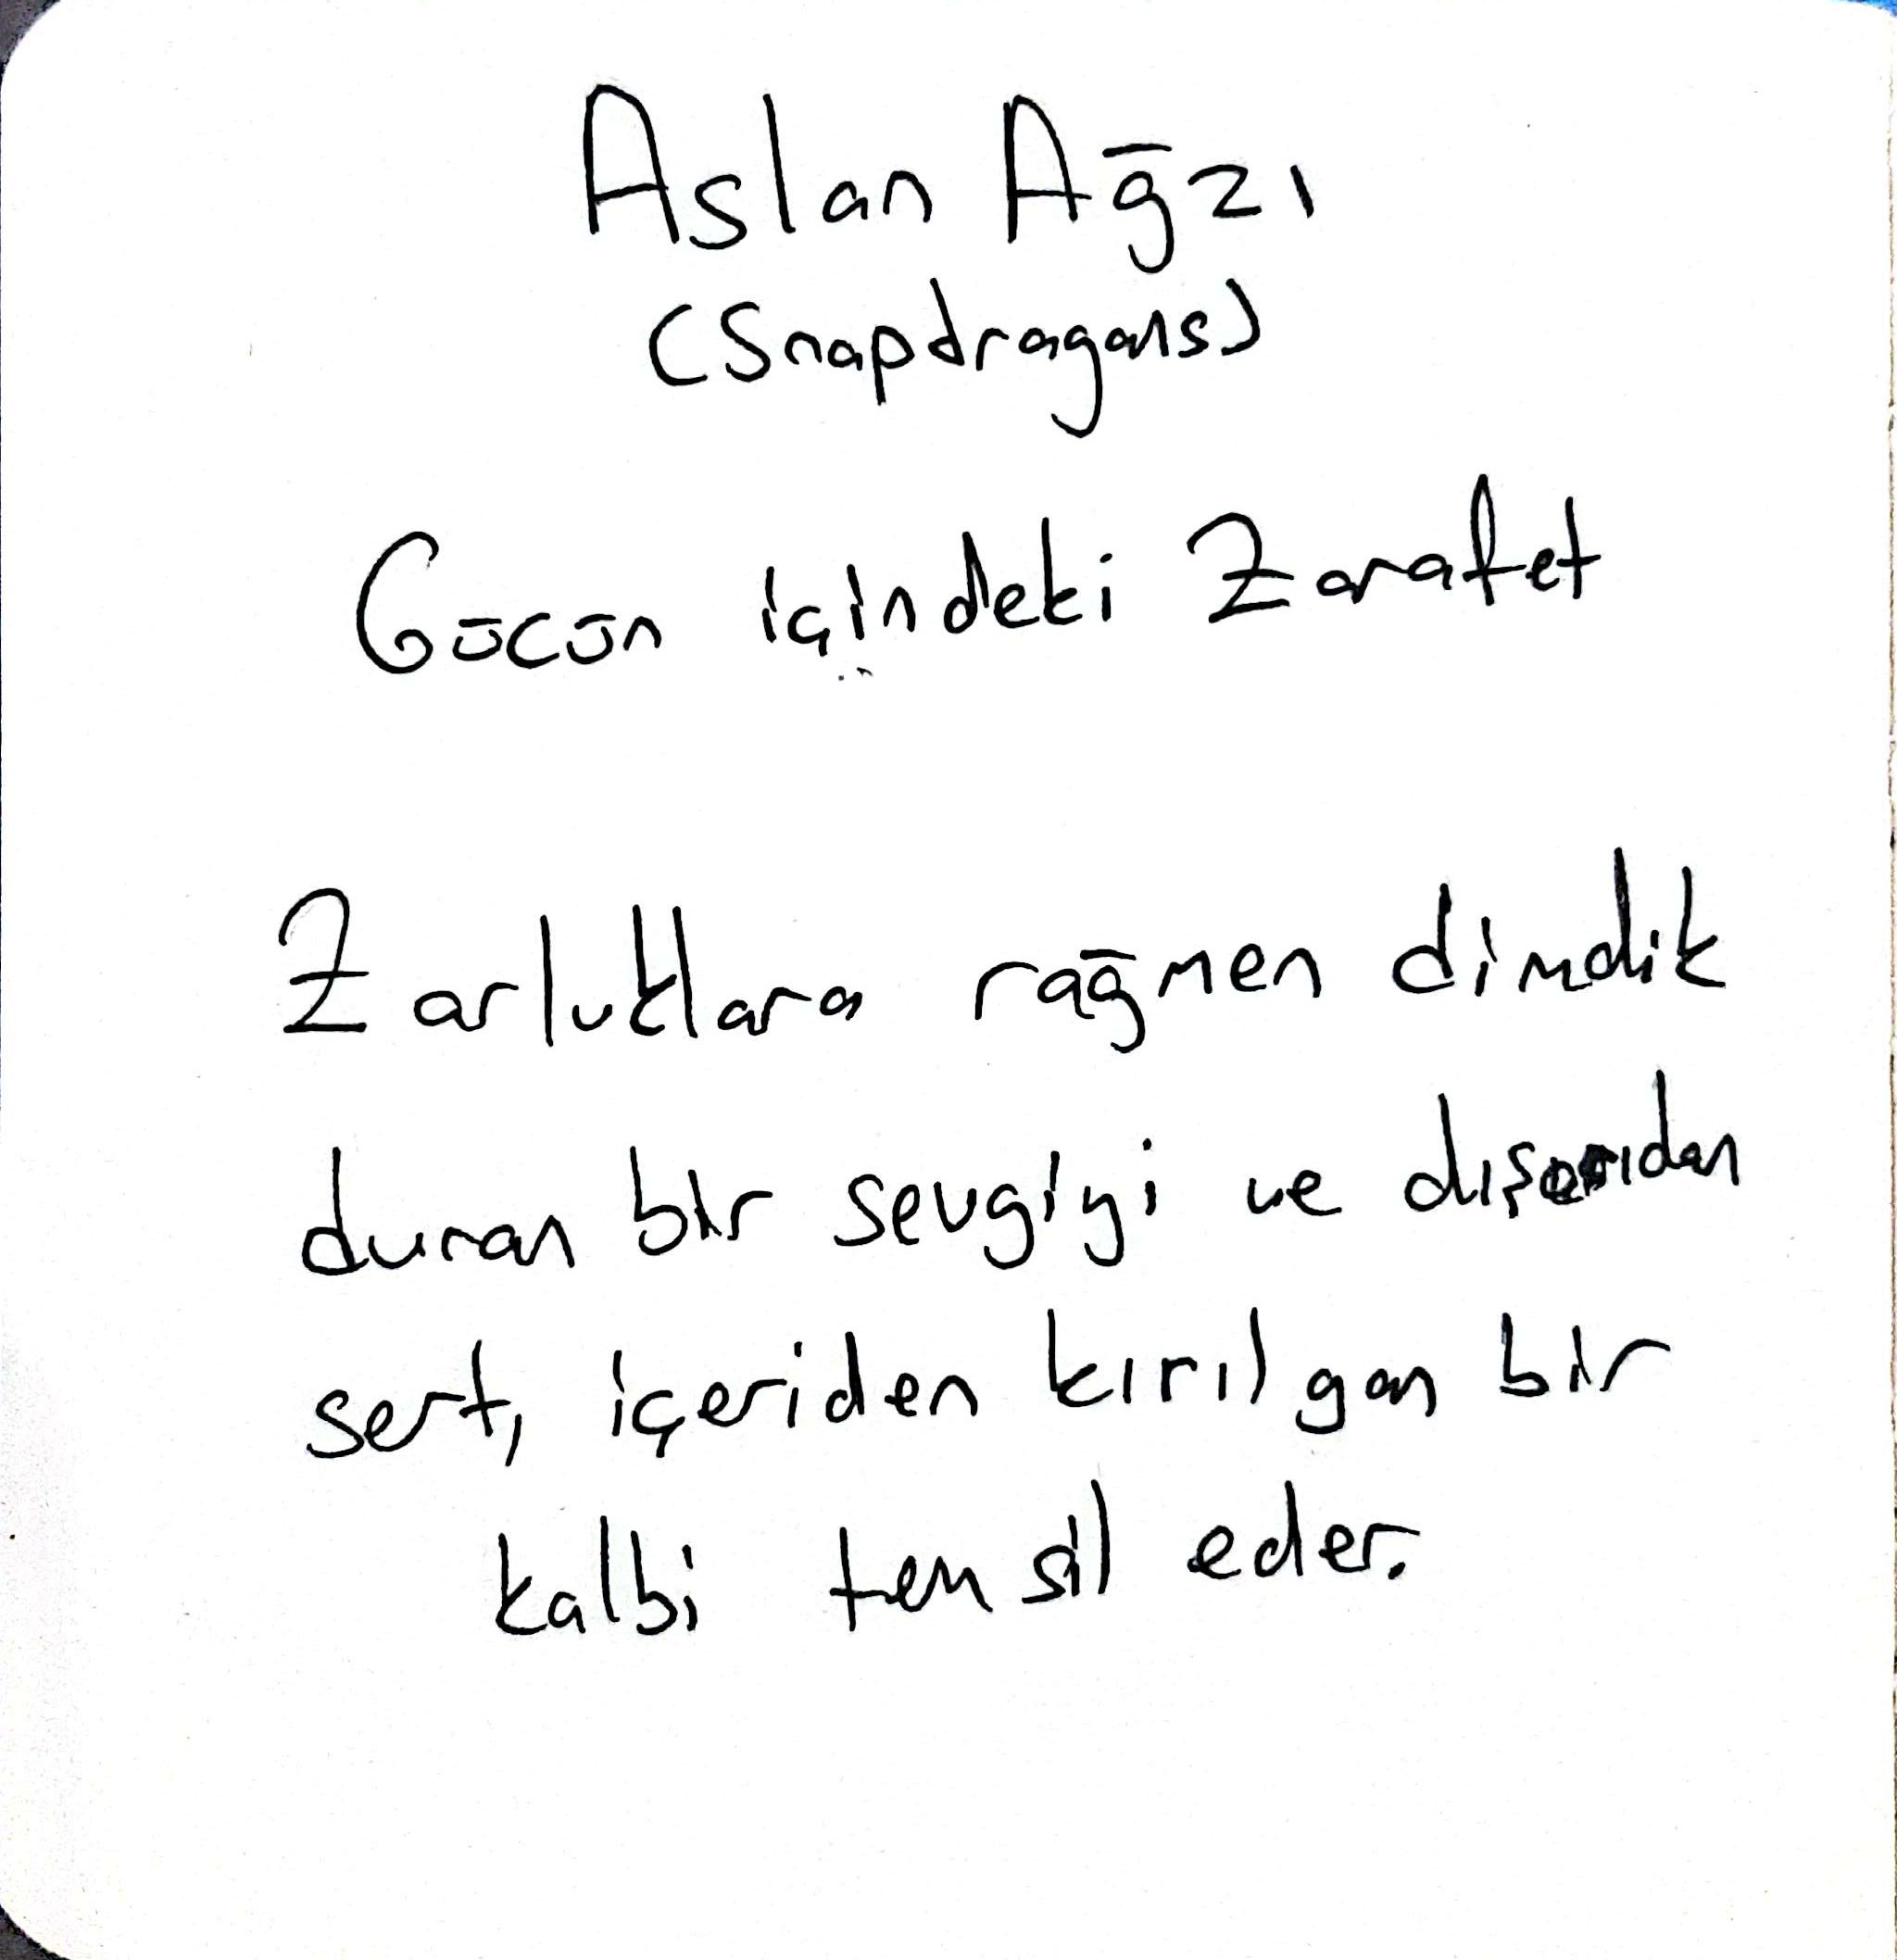 Aslan Ağzı
(Snapdragons)
Gücün içindeki Zarafet
Zorluklara rağmen dimdik
duran bir sevgiyi ve dışarıdan
sert, içeriden kırılgan bir
kalbi temsil eder.